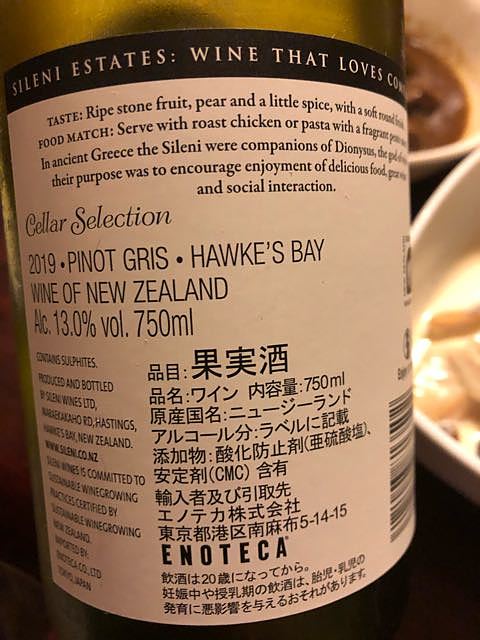 SILENI ESTATES: WINE THAT LOVES
TASTE: Ripe stone fruit, pear and a little spice, with a soft round
FOOD MATCH: Serve with roast chicken or pasta with a fragrant
In ancient Greece the Sileni were companions of Dionysus, the god of
their purpose was to encourage enjoyment of delicious food, great wine
and social interaction.
Cellar Selection
2019 • PINOT GRIS • HAWKE'S BAY
WINE OF NEW ZEALAND
Alc. 13.0% vol. 750ml
CONTAINS SULPHITES.
PRODUCED AND BOTTLED
BY SILENI WINES LTD,
MARAEKAKAHO RD, HASTINGS,
HAWKE'S BAY, NEW ZEALAND.
WWW.SILENI.CO.NZ
SILENI WINES IS COMMITTED TO
SUSTAINABLE WINEGROWING
PRACTICES CERTIFIED BY
SUSTAINABLE WINEGROWING
NEW ZEALAND.
IMPORTED BY:
ENOTECA CO., LTD
TOKYO, JAPAN
品目:果実酒
品名:ワイン 内容量:750ml
原産国名:ニュージーランド
アルコール分:ラベルに記載
添加物:酸化防止剤(亜硫酸塩)、
安定剤(CMC) 含有
輸入者及び引取先
エノテカ株式会社
東京都港区南麻布5-14-15
ENOTECA
飲酒は20歳になってから。
妊娠中や授乳期の飲酒は、胎児・乳児の
発育に悪影響を与えるおそれがあります。